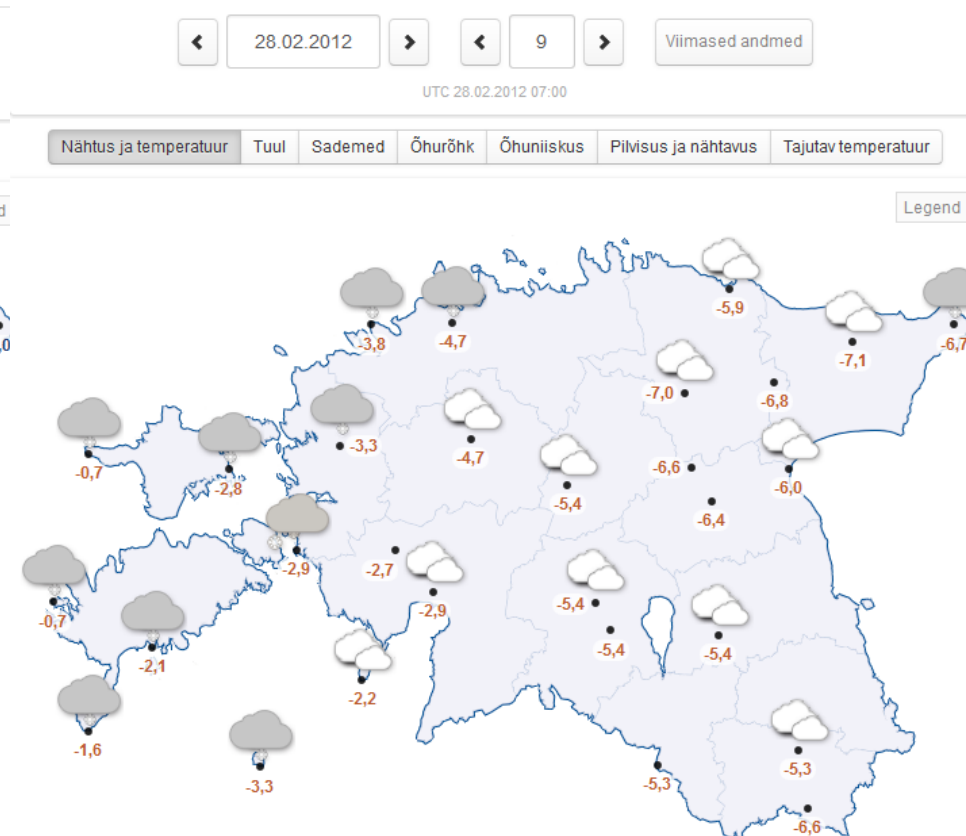 28.02.2012 9 Viimased andmed
UTC 28.02.2012 07:00
Nähtus ja temperatuur Tuul Sademed Õhurõhk Õhuniiskus Pilvisus ja nähtavus Tajutav temperatuur
d Legend
-5,9
-3,8 -4,7 -7,1 -6,7
,0
-7,0 -6,8
-0,7 -3,3 -4,7
-2,8 -5,4 -6,6 -6,0
-6,4
-2,9 -2,7
-0,7 -2,9 -5,4
-2,1 -5,4 -5,4
-2,2
-1,6
-3,3 -5,3 -5,3
-6,6